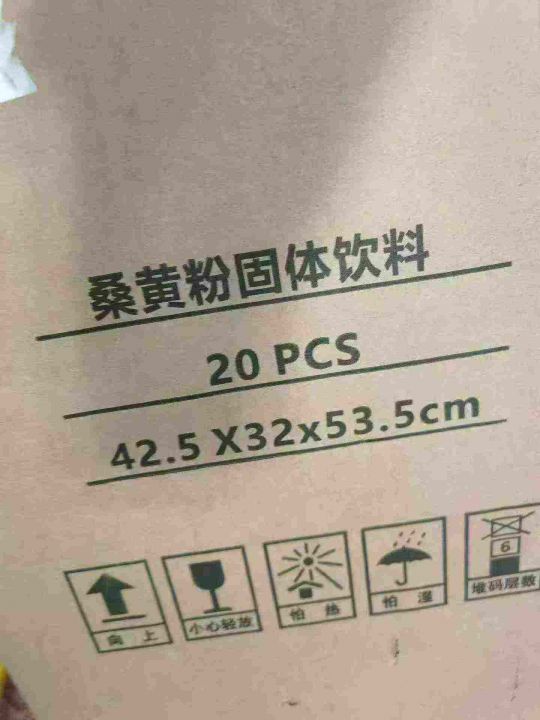 桑黄粉固体饮料
20 PCS
42.5 X32x53.5cm
6
向 上
小心轻放
怕 热
怕 湿
堆码层数